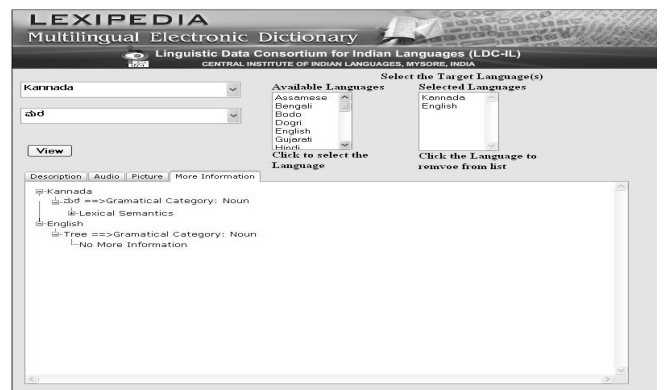 LEXIPEDIA
Multilingual Electronic Dictionary
Linguistic Data Consortium for Indian Languages (LDC-IL)
CENTRAL INSTITUTE OF INDIAN LANGUAGES, MYSORE, INDIA
Select the Target Language(s)
Kannada
Available Languages
Selected Languages
ಮರ
Assamese
Bengali
Bodo
Dogri
English
Gujarati
Hindi
Kannada
English
View
Click to select the
Language
Click the Language to
remvoe from list
Description Audio Picture More Information
Kannada
ಮರ ==>Gramatical Category: Noun
Lexical Semantics
English
Tree ==>Gramatical Category: Noun
No More Information